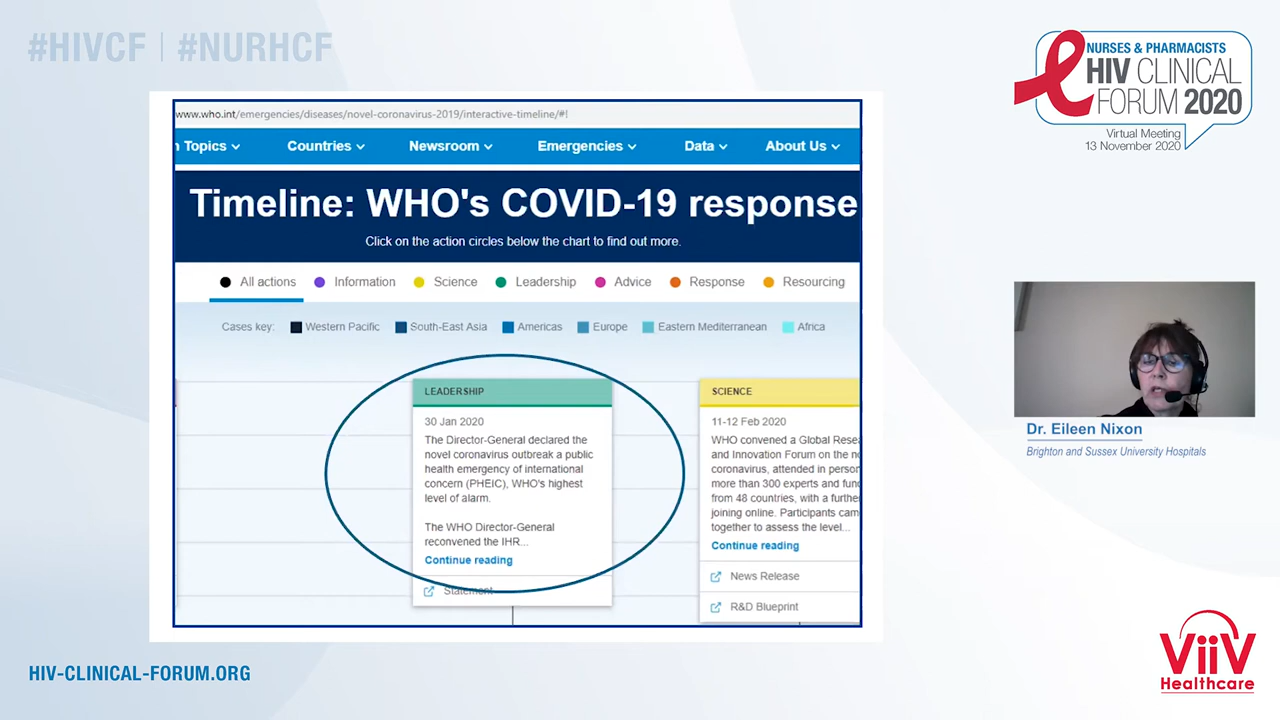 #HIVCF | #NURHCF
NURSES & PHARMACISTS
HIV CLINICAL
FORUM 2020
Virtual Meeting
13 November 2020
www.who.int/emergencies/diseases/novel-coronavirus-2019/interactive-timeline/#!
n Topics
Countries
Newsroom
Emergencies
Data
About Us
Timeline: WHO's COVID-19 response
Click on the action circles below the chart to find out more.
All actions
Information
Science
Leadership
Advice
Response
Resourcing
Cases key:
Western Pacific
South-East Asia
Americas
Europe
Eastern Mediterranean
Africa
LEADERSHIP
30 Jan 2020
The Director-General declared the
novel coronavirus outbreak a public
health emergency of international
concern (PHEIC), WHO's highest
level of alarm.
The WHO Director-General
reconvened the IHR...
Continue reading
Statement
SCIENCE
11-12 Feb 2020
WHO convened a Global Resea
and Innovation Forum on the no
coronavirus, attended in person
more than 300 experts and fund
from 48 countries, with a further
joining online. Participants cam
together to assess the level...
Continue reading
News Release
R&D Blueprint
Dr. Eileen Nixon
Brighton and Sussex University Hospitals
HIV-CLINICAL-FORUM.ORG
ViiV
Healthcare